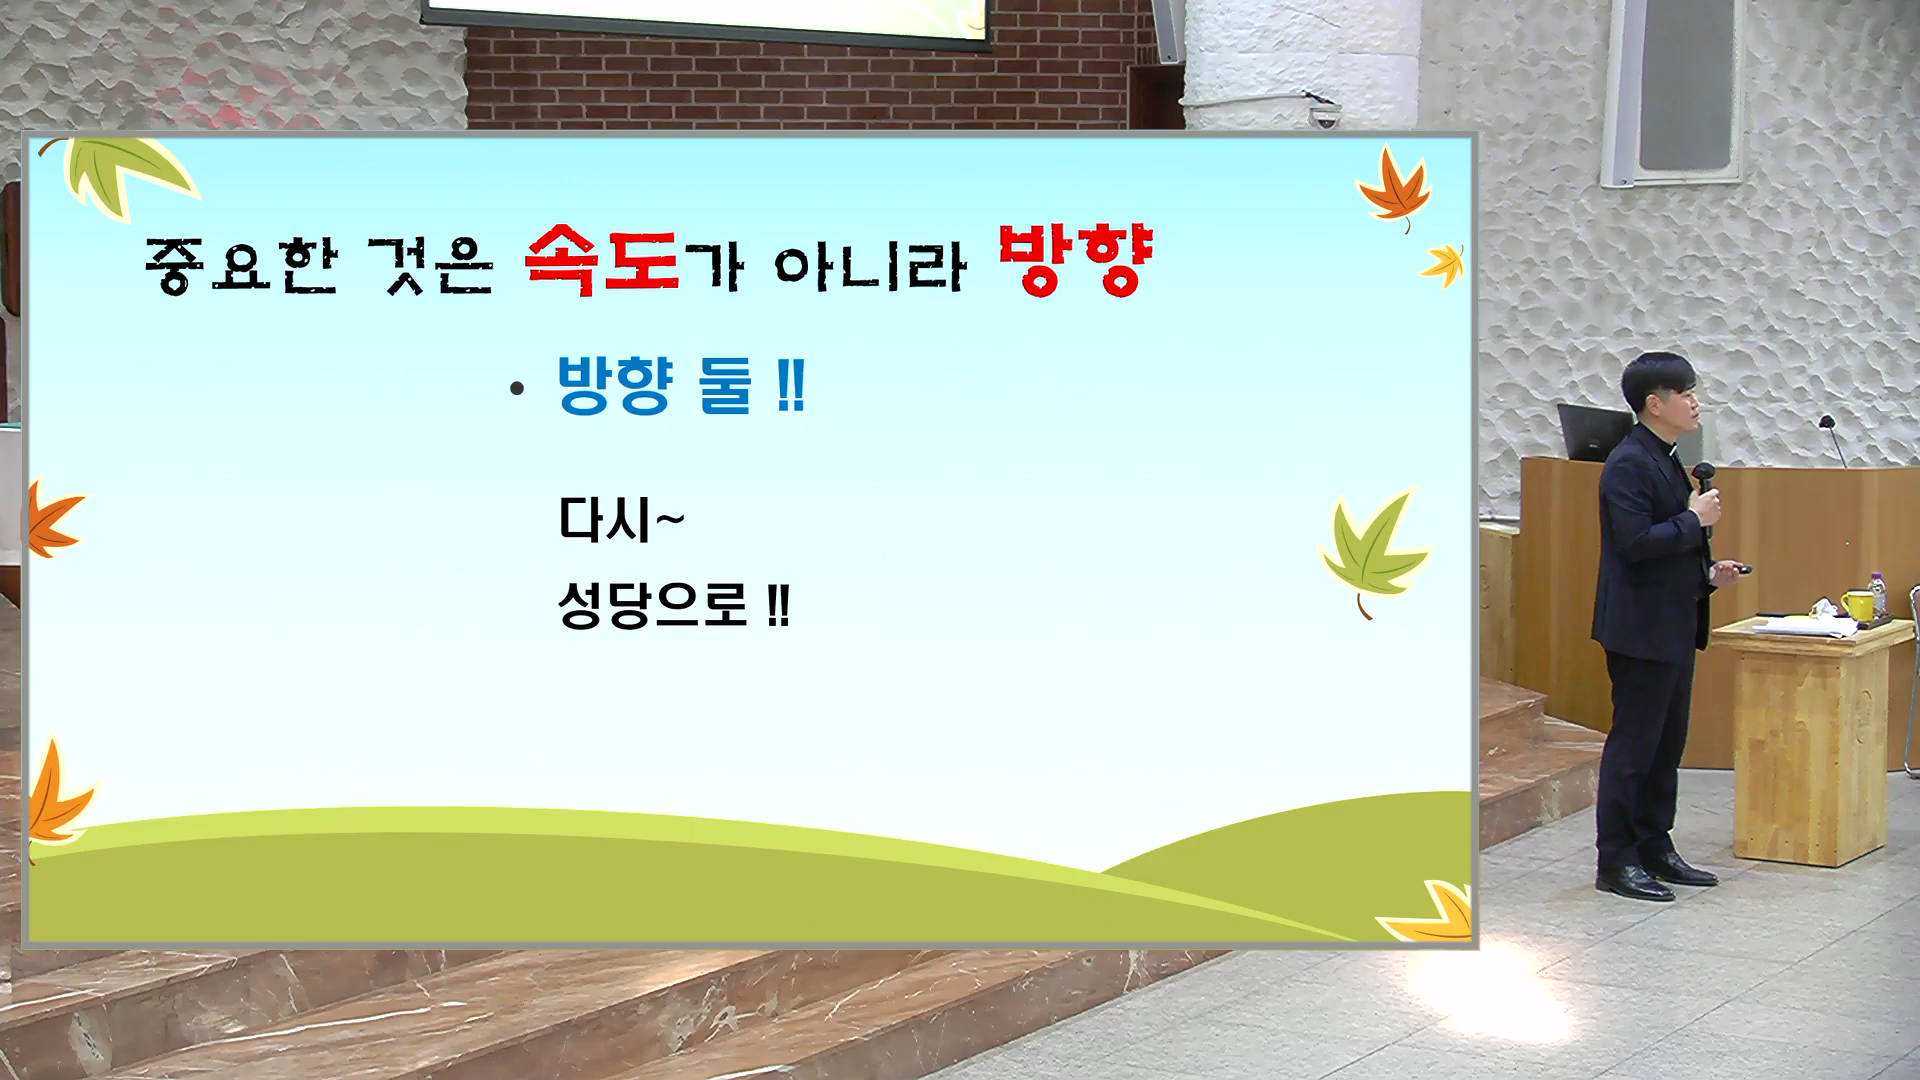 중요한 것은 속도가 아니라 방향
• 방향 둘 !!
다시~
성당으로 !!